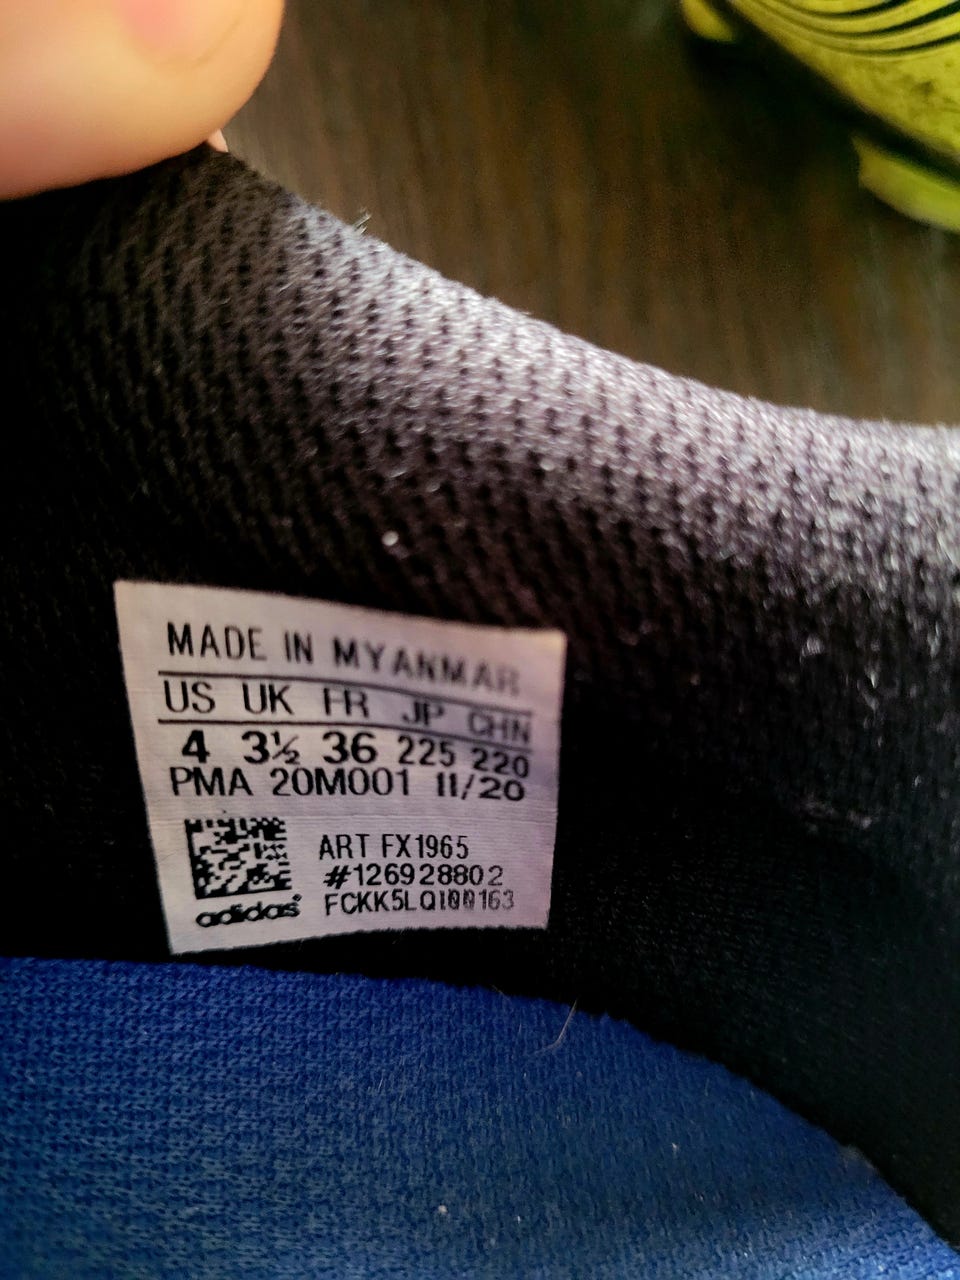 MADE IN MYANMAR
US UK FR JP CHN
4 3½ 36 225 220
PMA 20M001 11/20
ART FX1965
#126928802
adidas